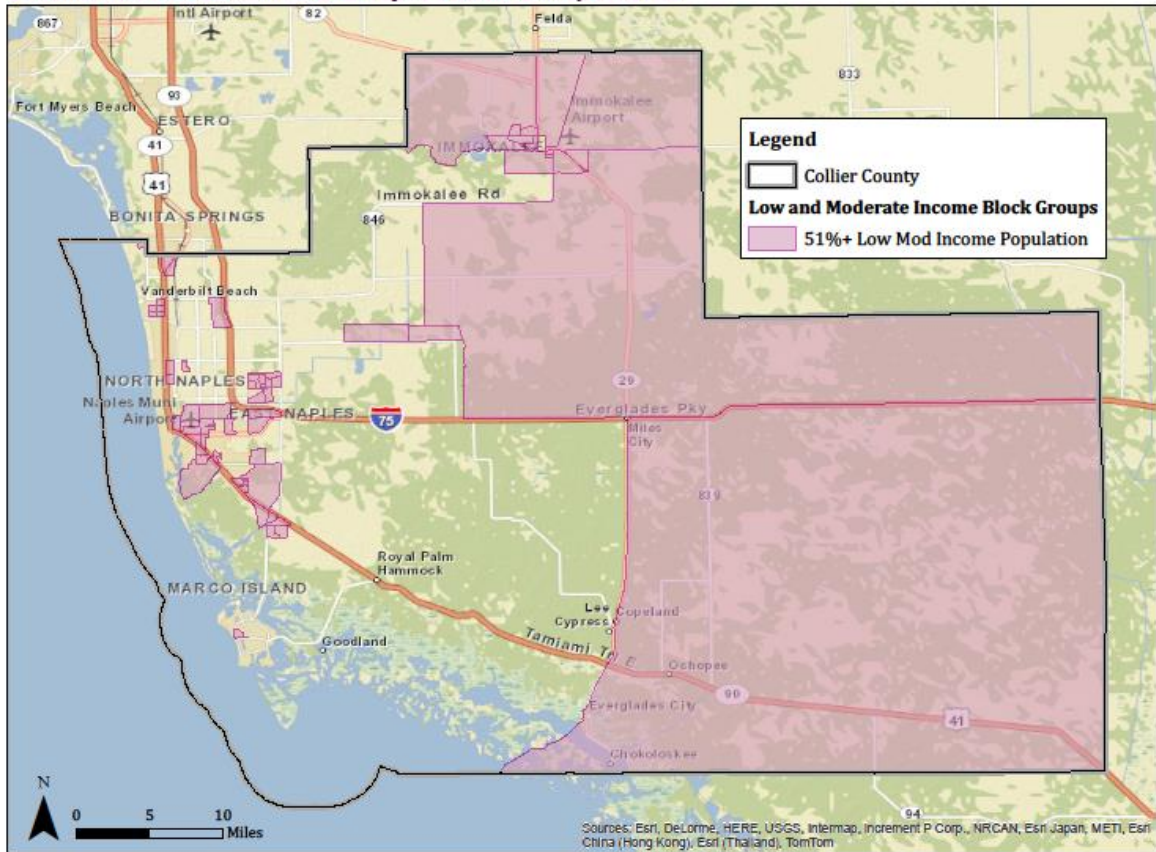 Intl Airport
867
82
Felda
833
93
Fort Myers Beach
ESTERO
41
41
BONITA SPRINGS
Immokalee
Airport
IMMOKALEE
Immokalee Rd
846
Legend
Collier County
Low and Moderate Income Block Groups
51%+ Low Mod Income Population
Vanderbilt Beach
NORTH NAPLES
Naples Muni
Airport
EAST NAPLES
75
29
Everglades Pky
Miles
City
839
Royal Palm
Hammock
MARCO ISLAND
Goodland
Lee
Cypress
Copeland
Tamiami Tr E
Oshopee
90
41
Everglades City
Chokoloskee
94
N
0 5 10
Miles
Sources: Esri, DeLorme, HERE, USGS, Intermap, increment P Corp., NRCAN, Esri Japan, METI, Esri
China (Hong Kong), Esri (Thailand), TomTom